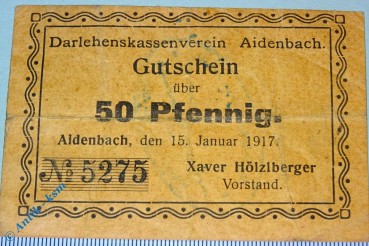 Darlehenskassenverein Aidenbach.
Gutschein
über
50 Pfennig.
Aidenbach, den 15. Januar 1917.
№ 5275
Xaver Hölzlberger
Vorstand.